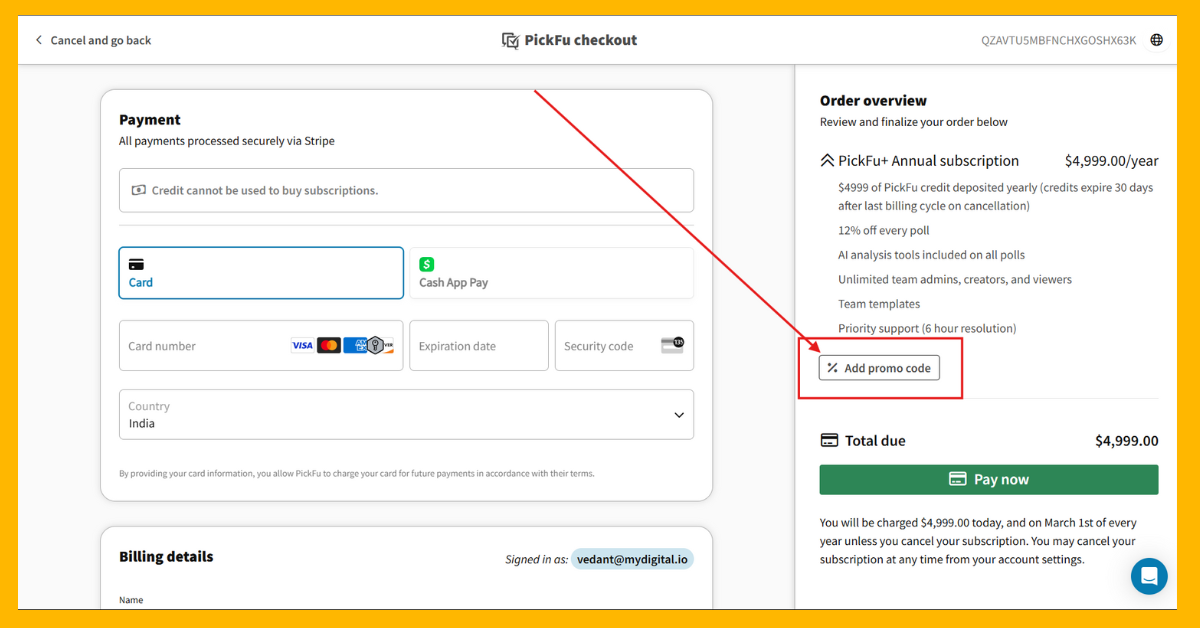 Cancel and go back
PickFu checkout
QZAVTU5MBFNCHXGOSHX63K
Payment
All payments processed securely via Stripe
Credit cannot be used to buy subscriptions.
Card
Cash App Pay
Card number
VISA
Expiration date
Security code
135
Country
India
By providing your card information, you allow PickFu to charge your card for future payments in accordance with their terms.
Billing details
Signed in as: vedant@mydigital.io
Name
Order overview
Review and finalize your order below
PickFu+ Annual subscription $4,999.00/year
$4999 of PickFu credit deposited yearly (credits expire 30 days
after last billing cycle on cancellation)
12% off every poll
AI analysis tools included on all polls
Unlimited team admins, creators, and viewers
Team templates
Priority support (6 hour resolution)
Add promo code
Total due $4,999.00
Pay now
You will be charged $4,999.00 today, and on March 1st of every
year unless you cancel your subscription. You may cancel your
subscription at any time from your account settings.